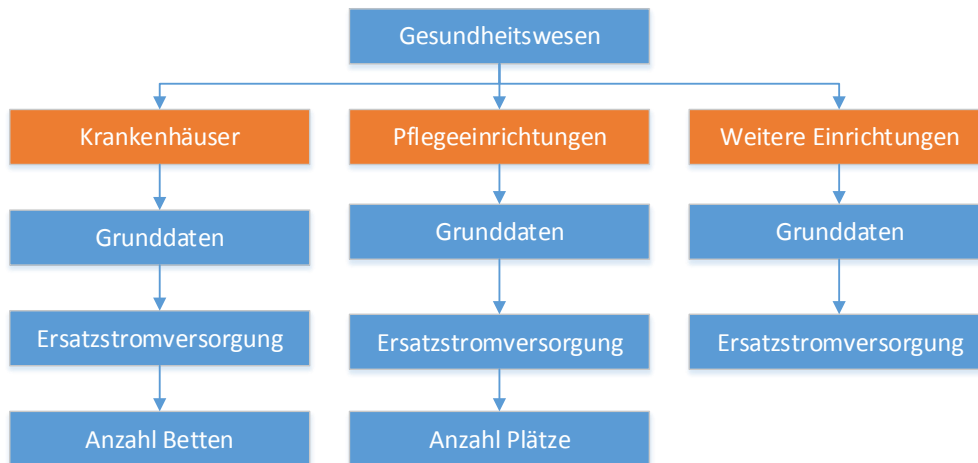 Gesundheitswesen
Krankenhäuser
Pflegeeinrichtungen
Weitere Einrichtungen
Grunddaten
Grunddaten
Grunddaten
Ersatzstromversorgung
Ersatzstromversorgung
Ersatzstromversorgung
Anzahl Betten
Anzahl Plätze